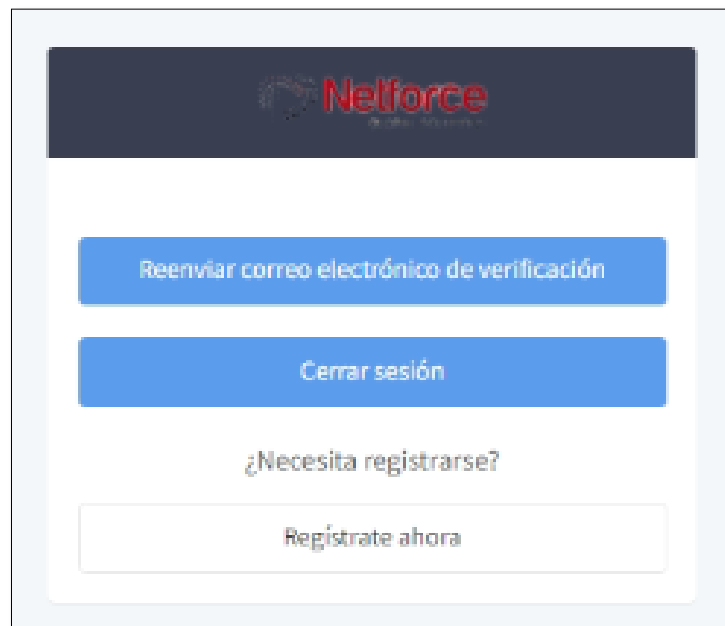 Netforce
Reenviar correo electrónico de verificación
Cerrar sesión
¿Necesita registrarse?
Regístrate ahora